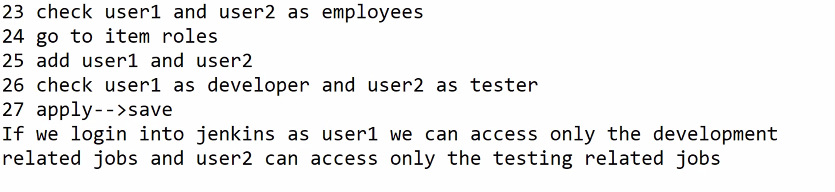 23 check user1 and user2 as employees
24 go to item roles
25 add user1 and user2
26 check user1 as developer and user2 as tester
27 apply-->save
If we login into jenkins as user1 we can access only the development
related jobs and user2 can access only the testing related jobs